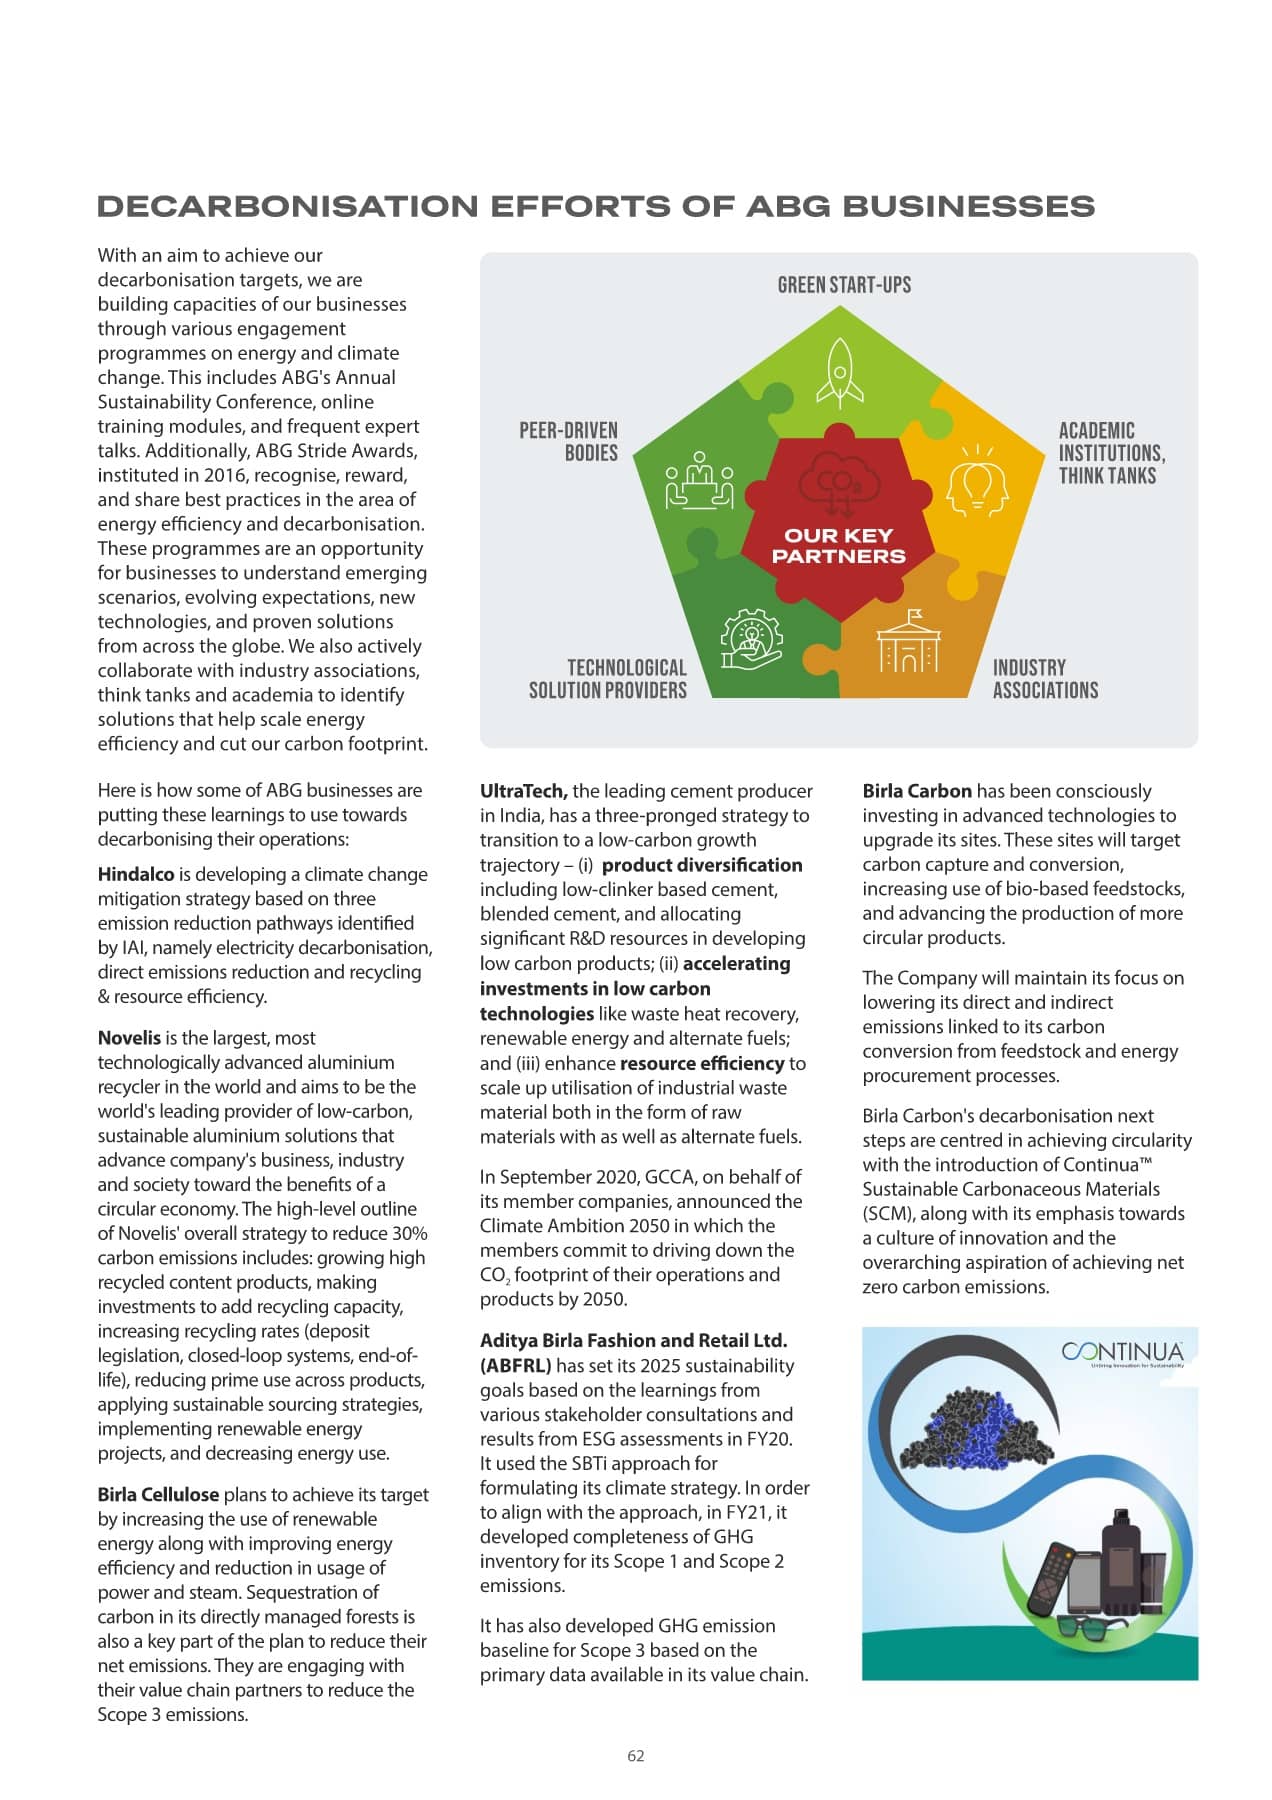 DECARBONISATION EFFORTS OF ABG BUSINESSES
With an aim to achieve our
decarbonisation targets, we are
building capacities of our businesses
through various engagement
programmes on energy and climate
change. This includes ABG's Annual
Sustainability Conference, online
training modules, and frequent expert
talks. Additionally, ABG Stride Awards,
instituted in 2016, recognise, reward,
and share best practices in the area of
energy efficiency and decarbonisation.
These programmes are an opportunity
for businesses to understand emerging
scenarios, evolving expectations, new
technologies, and proven solutions
from across the globe. We also actively
collaborate with industry associations,
think tanks and academia to identify
solutions that help scale energy
efficiency and cut our carbon footprint.
GREEN START-UPS
PEER-DRIVEN
BODIES
ACADEMIC
INSTITUTIONS,
THINK TANKS
CO2
OUR KEY
PARTNERS
TECHNOLOGICAL
SOLUTION PROVIDERS
INDUSTRY
ASSOCIATIONS
Here is how some of ABG businesses are
putting these learnings to use towards
decarbonising their operations:
Hindalco is developing a climate change
mitigation strategy based on three
emission reduction pathways identified
by IAI, namely electricity decarbonisation,
direct emissions reduction and recycling
& resource efficiency.
Novelis is the largest, most
technologically advanced aluminium
recycler in the world and aims to be the
world's leading provider of low-carbon,
sustainable aluminium solutions that
advance company's business, industry
and society toward the benefits of a
circular economy. The high-level outline
of Novelis' overall strategy to reduce 30%
carbon emissions includes: growing high
recycled content products, making
investments to add recycling capacity,
increasing recycling rates (deposit
legislation, closed-loop systems, end-of-
life), reducing prime use across products,
applying sustainable sourcing strategies,
implementing renewable energy
projects, and decreasing energy use.
Birla Cellulose plans to achieve its target
by increasing the use of renewable
energy along with improving energy
efficiency and reduction in usage of
power and steam. Sequestration of
carbon in its directly managed forests is
also a key part of the plan to reduce their
net emissions. They are engaging with
their value chain partners to reduce the
Scope 3 emissions.
UltraTech, the leading cement producer
in India, has a three-pronged strategy to
transition to a low-carbon growth
trajectory – (i) product diversification
including low-clinker based cement,
blended cement, and allocating
significant R&D resources in developing
low carbon products; (ii) accelerating
investments in low carbon
technologies like waste heat recovery,
renewable energy and alternate fuels;
and (iii) enhance resource efficiency to
scale up utilisation of industrial waste
material both in the form of raw
materials with as well as alternate fuels.
In September 2020, GCCA, on behalf of
its member companies, announced the
Climate Ambition 2050 in which the
members commit to driving down the
CO₂ footprint of their operations and
products by 2050.
Aditya Birla Fashion and Retail Ltd.
(ABFRL) has set its 2025 sustainability
goals based on the learnings from
various stakeholder consultations and
results from ESG assessments in FY20.
It used the SBTi approach for
formulating its climate strategy. In order
to align with the approach, in FY21, it
developed completeness of GHG
inventory for its Scope 1 and Scope 2
emissions.
It has also developed GHG emission
baseline for Scope 3 based on the
primary data available in its value chain.
Birla Carbon has been consciously
investing in advanced technologies to
upgrade its sites. These sites will target
carbon capture and conversion,
increasing use of bio-based feedstocks,
and advancing the production of more
circular products.
The Company will maintain its focus on
lowering its direct and indirect
emissions linked to its carbon
conversion from feedstock and energy
procurement processes.
Birla Carbon's decarbonisation next
steps are centred in achieving circularity
with the introduction of Continua™
Sustainable Carbonaceous Materials
(SCM), along with its emphasis towards
a culture of innovation and the
overarching aspiration of achieving net
zero carbon emissions.
CONTINUA
Utilizing Innovation for Sustainability
62